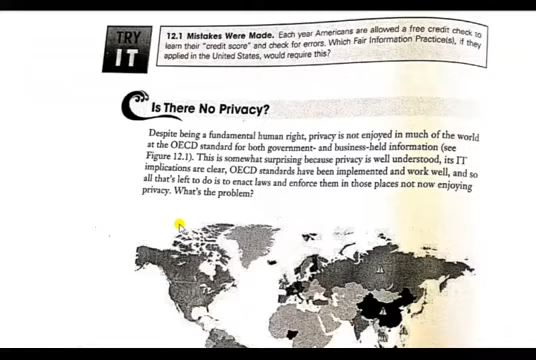 TRY
IT
12.1 Mistakes Were Made. Each year Americans are allowed a free credit check to
learn their "credit score" and check for errors. Which Fair Information Practice(s), if they
applied in the United States, would require this?
Is There No Privacy?
Despite being a fundamental human right, privacy is not enjoyed in much of the world
at the OECD standard for both government- and business-held information (see
Figure 12.1). This is somewhat surprising because privacy is well understood, its IT
implications are clear, OECD standards have been implemented and work well, and so
all that's left to do is to enact laws and enforce them in those places not now enjoying
privacy. What's the problem?